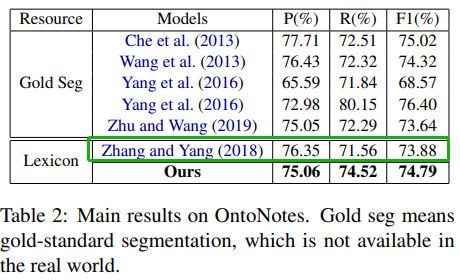 Resource Models P(%) R(%) F1(%)
Che et al. (2013) 77.71 72.51 75.02
Wang et al. (2013) 76.43 72.32 74.32
Gold Seg Yang et al. (2016) 65.59 71.84 68.57
Yang et al. (2016) 72.98 80.15 76.40
Zhu and Wang (2019) 75.05 72.29 73.64
Lexicon Zhang and Yang (2018) 76.35 71.56 73.88
Ours 75.06 74.52 74.79
Table 2: Main results on OntoNotes. Gold seg means
gold-standard segmentation, which is not available in
the real world.